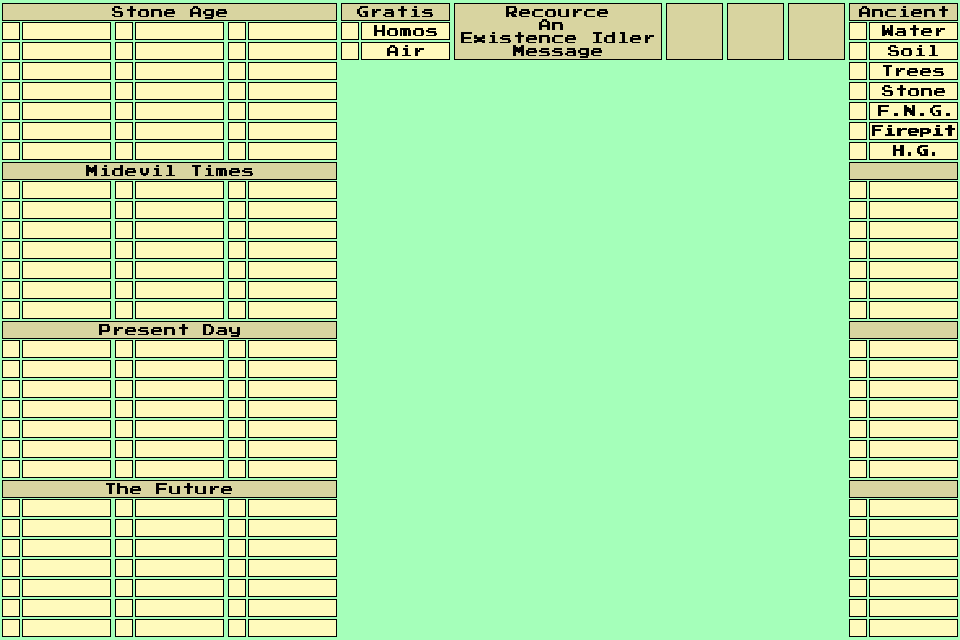 Stone Age
Gratis
Homos
Air
Recource
An
Existence Idler
Message
Ancient
Water
Soil
Trees
Stone
F.N.G.
Firepit
H.G.
Midevil Times
Present Day
The Future